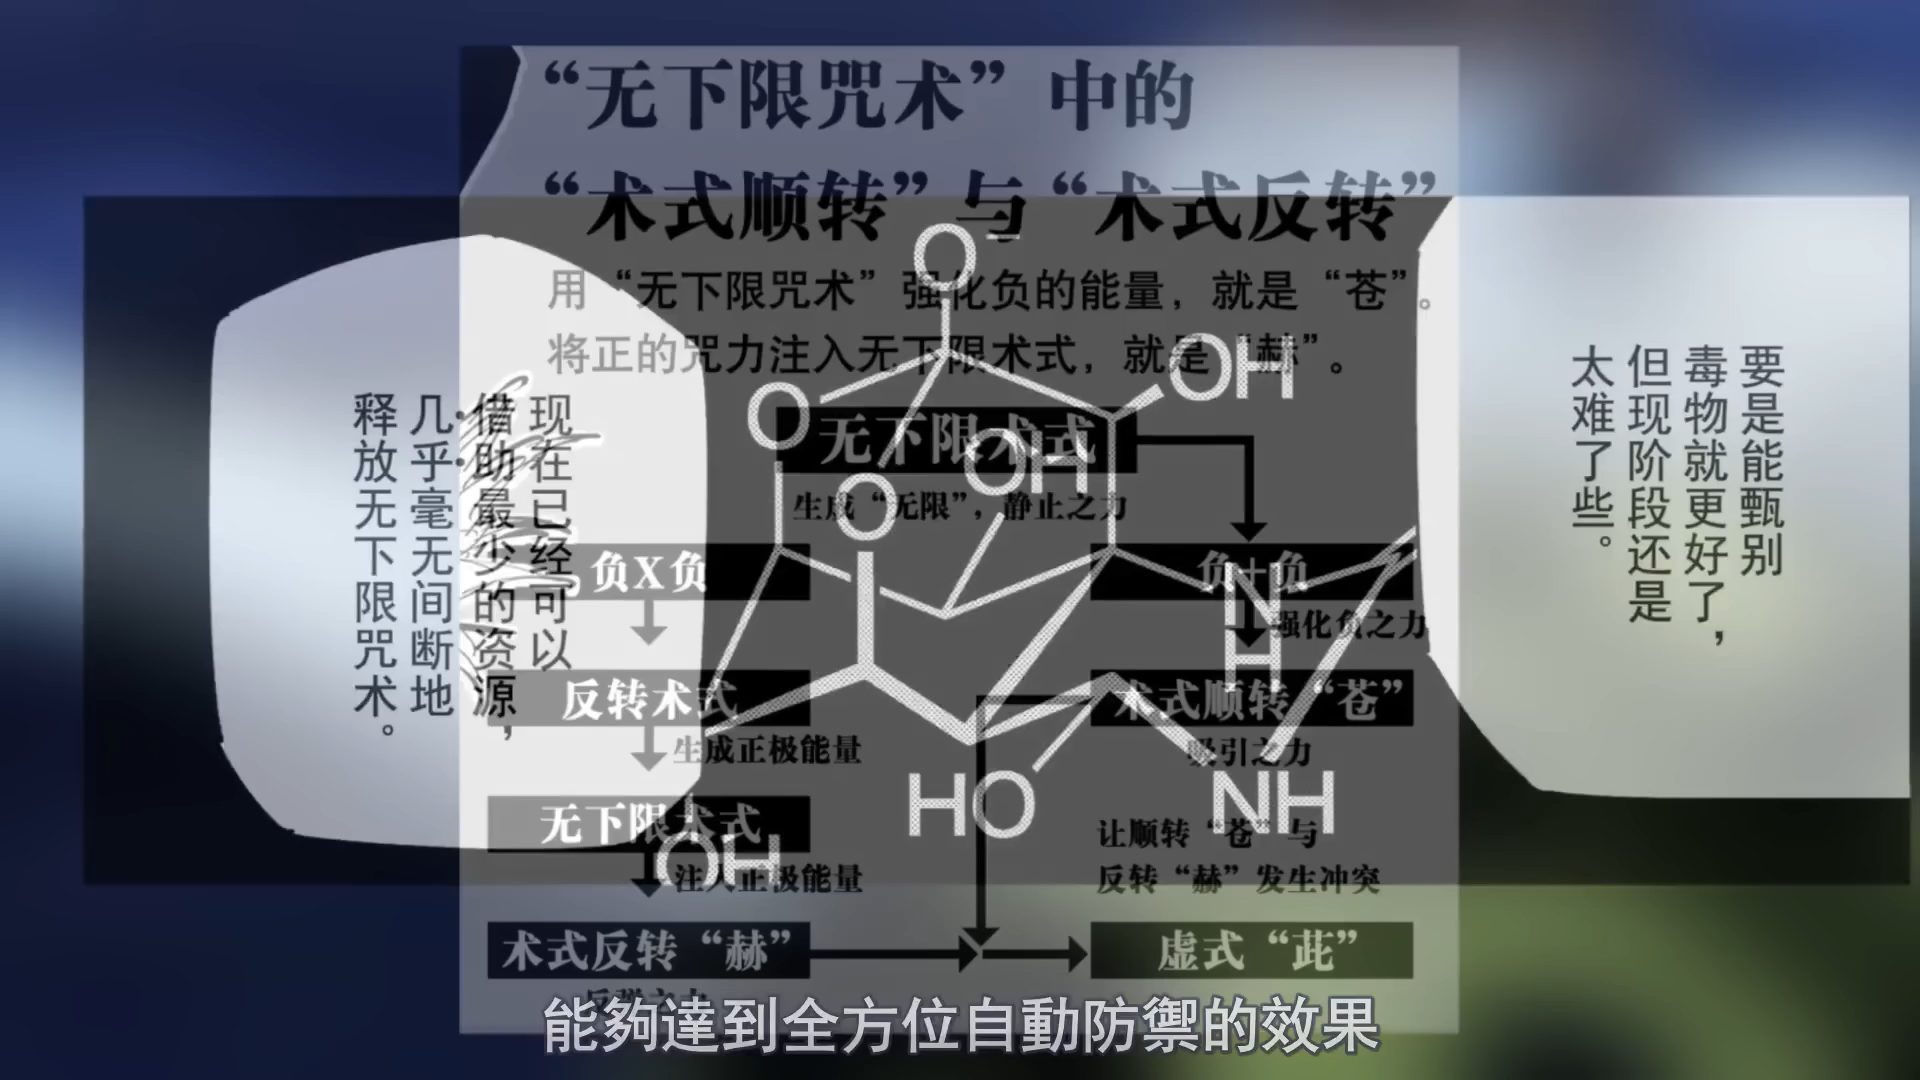 “无下限咒术”中的
“术式顺转”与“术式反转”
用“无下限咒术”强化负的能量，就是“苍”。
将正的咒力注入无下限术式，就是“赫”。
无下限术式
生成“无限”，静止之力
负X负
反转术式
生成正极能量
无下限术式
注入正极能量
术式反转“赫”
反弹之力
负+负
强化负之力
术式顺转“苍”
吸引之力
让顺转“苍”与
反转“赫”发生冲突
虚式“茈”
要是能甄别
毒物就更好了，
但现阶段还是
太难了些。
现在已经可以
借助最少的资源，
几乎毫无间断地
释放无下限咒术。
O⁻
OH
O
OH
O
N
H
HO
NH
OH
能夠達到全方位自動防禦的效果